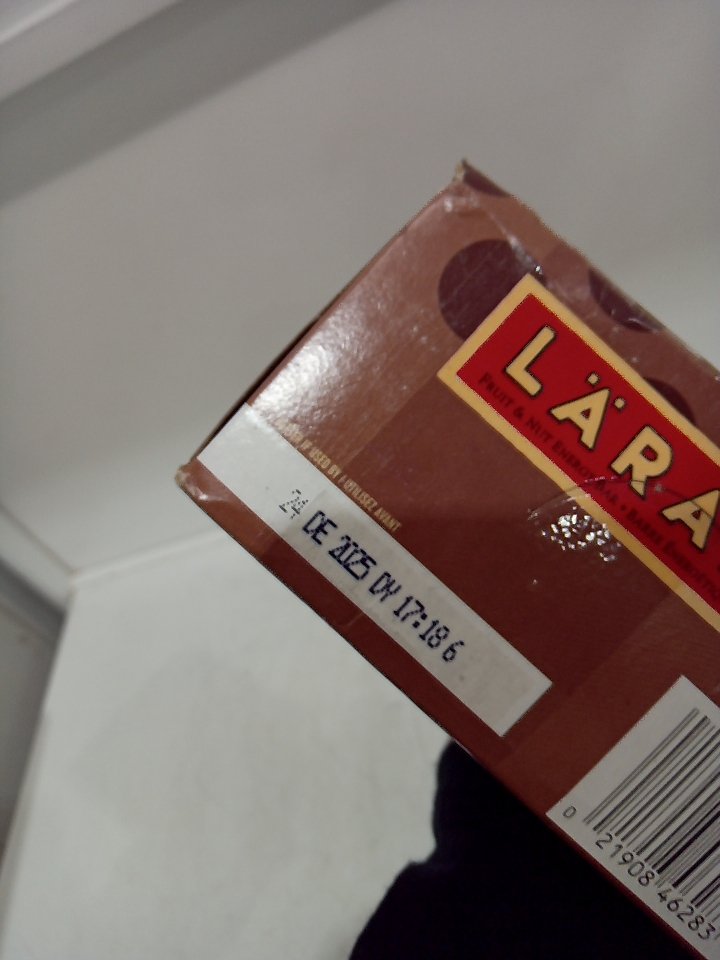 LÄRA
FRUIT & NUT ENERGY BAR • BARRE
IF USED BY / UTILISEZ AVANT
24 DE 2025 DY 17:18 6
0 21908 46283